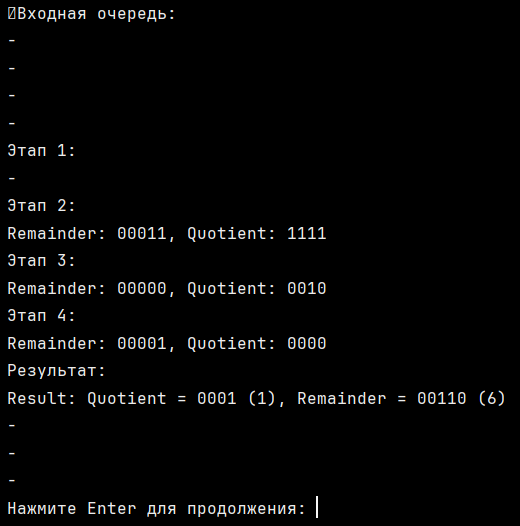 Входная очередь:
-
-
-
-
Этап 1:
-
Этап 2:
Remainder: 00011, Quotient: 1111
Этап 3:
Remainder: 00000, Quotient: 0010
Этап 4:
Remainder: 00001, Quotient: 0000
Результат:
Result: Quotient = 0001 (1), Remainder = 00110 (6)
-
-
-
Нажмите Enter для продолжения: